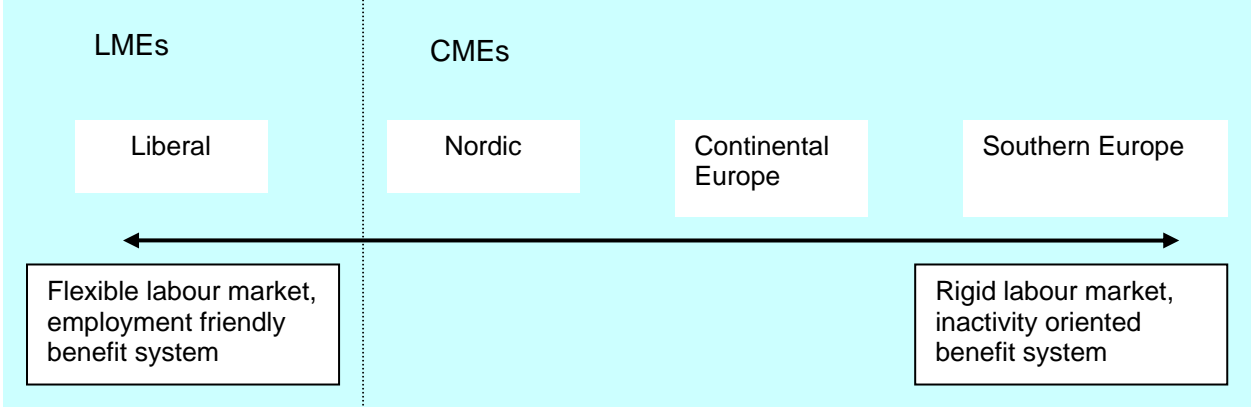 LMEs
CMEs
Liberal
Nordic
Continental
Europe
Southern Europe
Flexible labour market,
employment friendly
benefit system
Rigid labour market,
inactivity oriented
benefit system